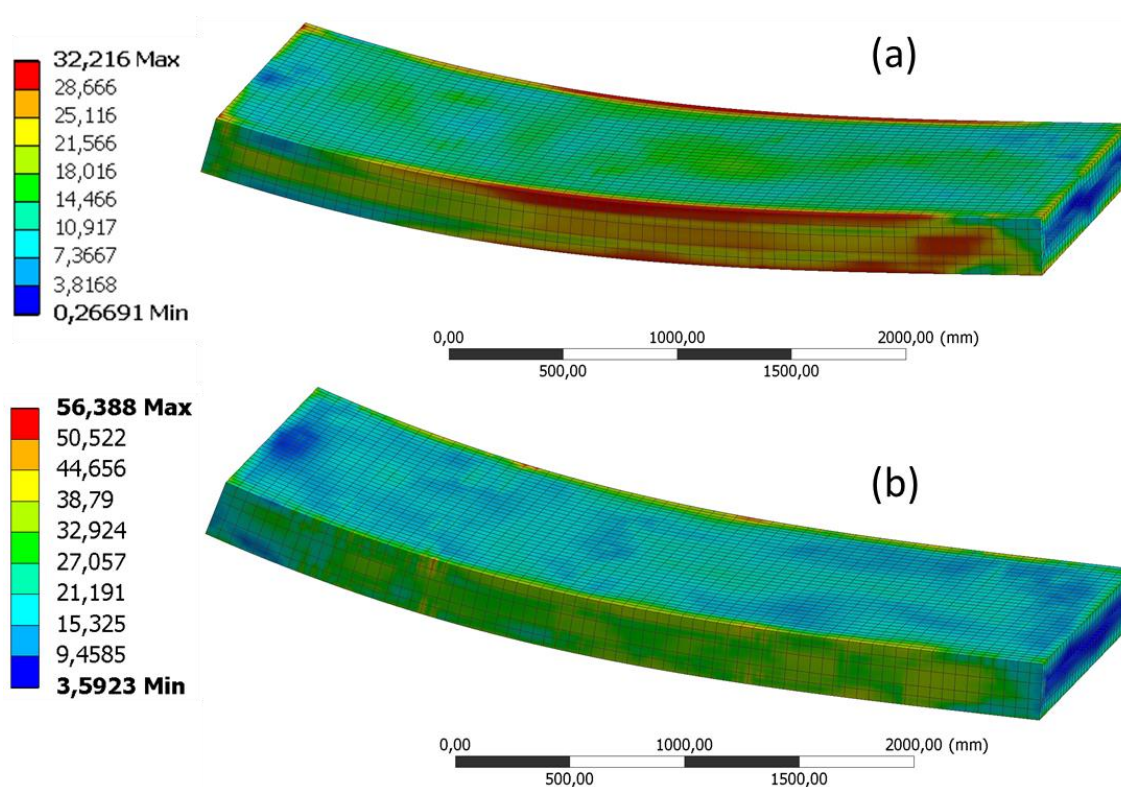 (a)
32,216 Max
28,666
25,116
21,566
18,016
14,466
10,917
7,3667
3,8168
0,26691 Min
0,00 1000,00 2000,00 (mm)
500,00 1500,00
(b)
56,388 Max
50,522
44,656
38,79
32,924
27,057
21,191
15,325
9,4585
3,5923 Min
0,00 1000,00 2000,00 (mm)
500,00 1500,00